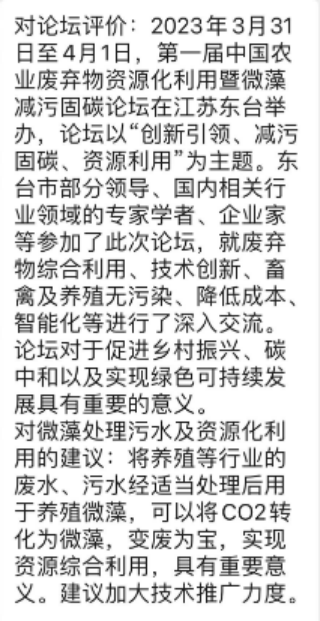 对论坛评价：2023年3月31
日至4月1日，第一届中国农
业废弃物资源化利用暨微藻
减污固碳论坛在江苏东台举
办，论坛以“创新引领、减污
固碳、资源利用”为主题。东
台市部分领导、国内相关行
业领域的专家学者、企业家
等参加了此次论坛，就废弃
物综合利用、技术创新、畜
禽及养殖无污染、降低成本、
智能化等进行了深入交流。
论坛对于促进乡村振兴、碳
中和以及实现绿色可持续发
展具有重要的意义。
对微藻处理污水及资源化利
用的建议：将养殖等行业的
废水、污水经适当处理后用
于养殖微藻，可以将CO2转
化为微藻，变废为宝，实现
资源综合利用，具有重要意
义。建议加大技术推广力度。